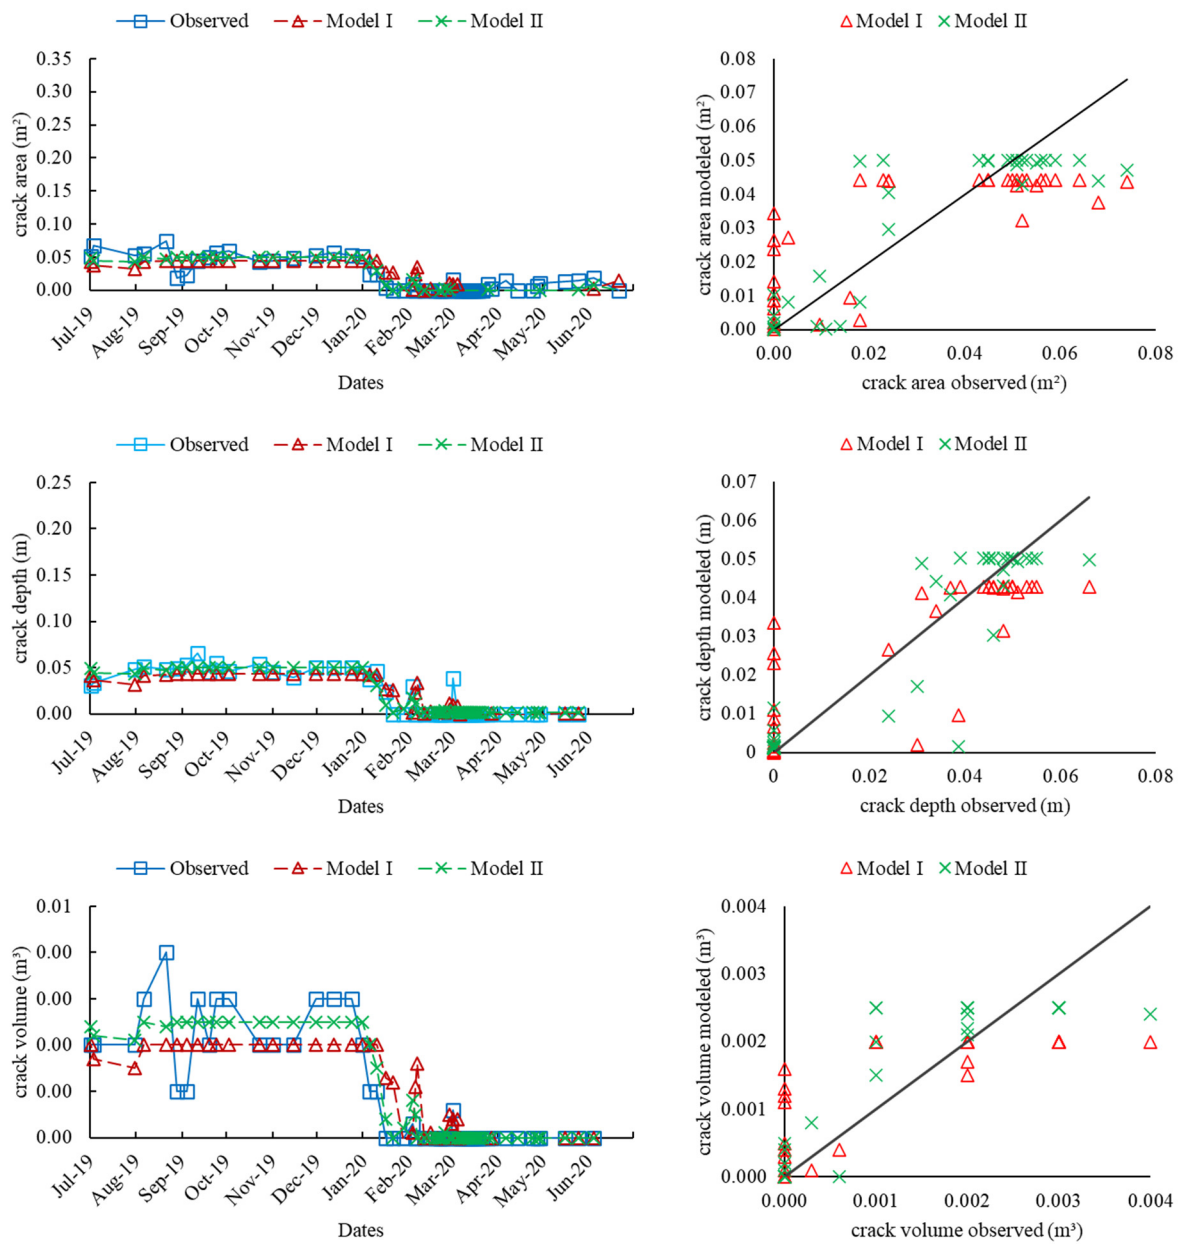 Observed Model I Model II
crack area (m²)
0.35
0.30
0.25
0.20
0.15
0.10
0.05
0.00
Jul-19 Aug-19 Sep-19 Oct-19 Nov-19 Dec-19 Jan-20 Feb-20 Mar-20 Apr-20 May-20 Jun-20
Dates
Model I Model II
crack area modeled (m²)
0.08
0.07
0.06
0.05
0.04
0.03
0.02
0.01
0.00
0.00 0.02 0.04 0.06 0.08
crack area observed (m²)
Observed Model I Model II
crack depth (m)
0.25
0.20
0.15
0.10
0.05
0.00
Jul-19 Aug-19 Sep-19 Oct-19 Nov-19 Dec-19 Jan-20 Feb-20 Mar-20 Apr-20 May-20 Jun-20
Dates
Model I Model II
crack depth modeled (m)
0.07
0.06
0.05
0.04
0.03
0.02
0.01
0
0 0.02 0.04 0.06 0.08
crack depth observed (m)
Observed Model I Model II
crack volume (m³)
0.01
0.00
0.00
0.00
0.00
0.00
Jul-19 Aug-19 Sep-19 Oct-19 Nov-19 Dec-19 Jan-20 Feb-20 Mar-20 Apr-20 May-20 Jun-20
Dates
Model I Model II
crack volume modeled (m³)
0.004
0.003
0.002
0.001
0.000
0.000 0.001 0.002 0.003 0.004
crack volume observed (m³)